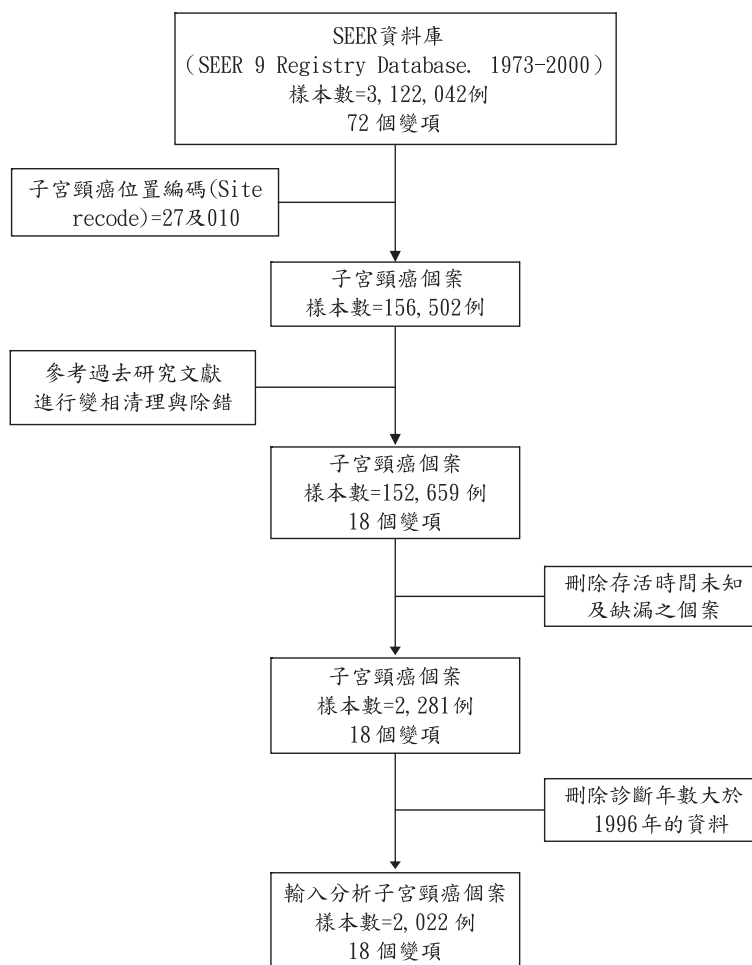 SEER資料庫
（SEER 9 Registry Database. 1973-2000）
樣本數=3,122,042例
72 個變項
子宮頸癌位置編碼(Site
recode)=27及010
子宮頸癌個案
樣本數=156,502例
參考過去研究文獻
進行變相清理與除錯
子宮頸癌個案
樣本數=152,659 例
18 個變項
刪除存活時間未知
及缺漏之個案
子宮頸癌個案
樣本數=2,281例
18 個變項
刪除診斷年數大於
1996年的資料
輸入分析子宮頸癌個案
樣本數=2,022 例
18 個變項